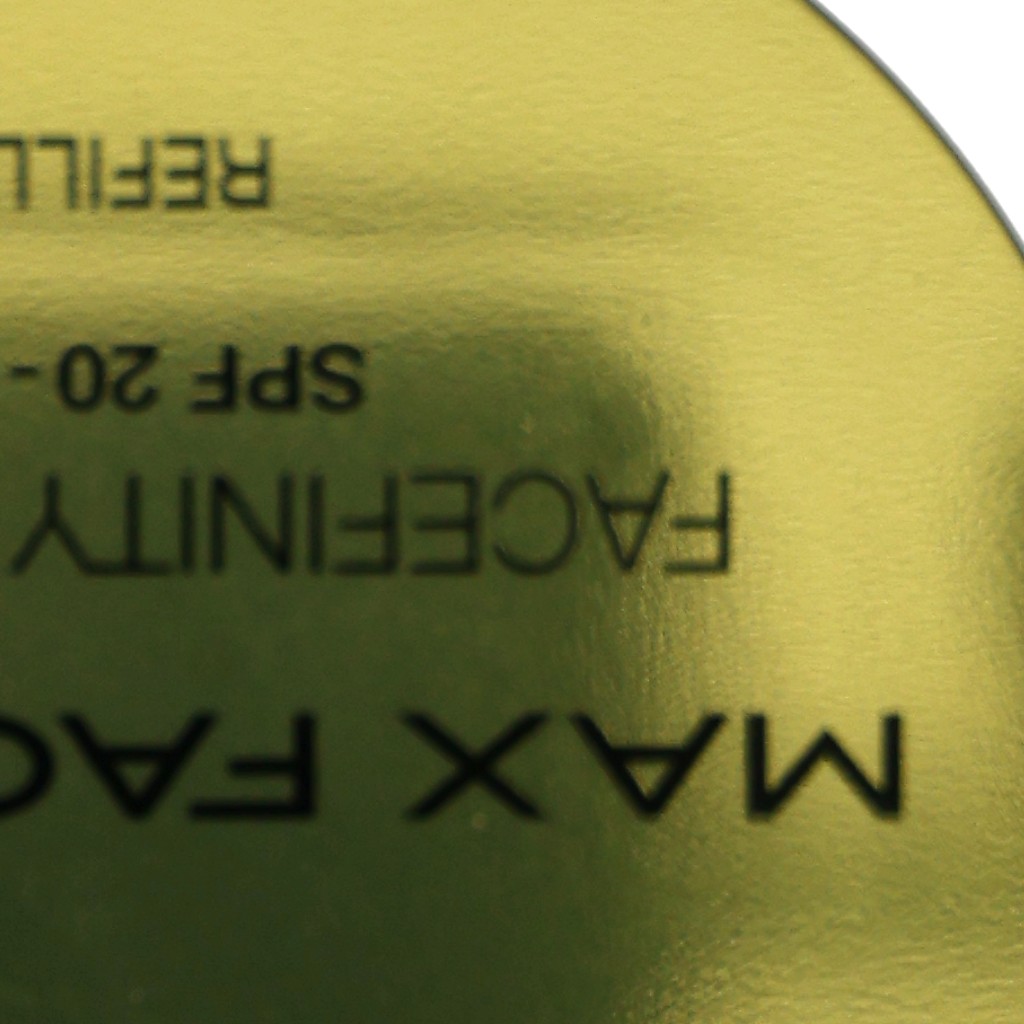 MAX FAC
FACEFINITY
SPF 20 -
REFILL